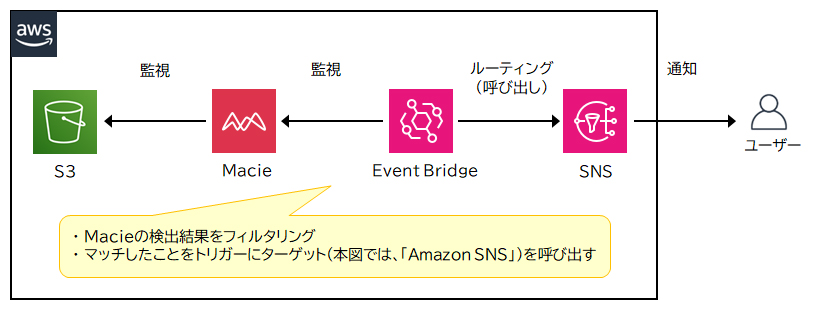 aws
監視
監視
ルーティング
（呼び出し）
通知
S3
Macie
Event Bridge
SNS
ユーザー
・Macieの検出結果をフィルタリング
・マッチしたことをトリガーにターゲット（本図では、「Amazon SNS」）を呼び出す